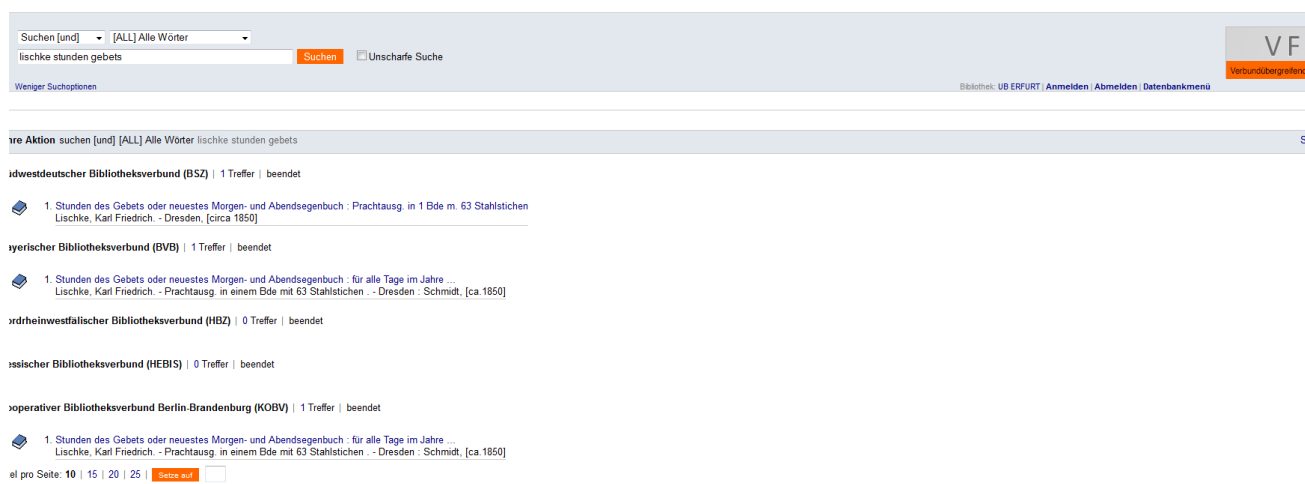 Suchen [und] [ALL] Alle Wörter
lischke stunden gebets Suchen Unscharfe Suche
V F
Verbundübergreifend
Weniger Suchoptionen Bibliothek: UB ERFURT | Anmelden | Abmelden | Datenbankmenü
hre Aktion suchen [und] [ALL] Alle Wörter lischke stunden gebets S
üdwestdeutscher Bibliotheksverbund (BSZ) | 1 Treffer | beendet
1. Stunden des Gebets oder neuestes Morgen- und Abendsegenbuch : Prachtausg. in 1 Bde m. 63 Stahlstichen
Lischke, Karl Friedrich. - Dresden, [circa 1850]
ayerischer Bibliotheksverbund (BVB) | 1 Treffer | beendet
1. Stunden des Gebets oder neuestes Morgen- und Abendsegenbuch : für alle Tage im Jahre ...
Lischke, Karl Friedrich. - Prachtausg. in einem Bde mit 63 Stahlstichen . - Dresden : Schmidt, [ca.1850]
ordrheinwestfälischer Bibliotheksverbund (HBZ) | 0 Treffer | beendet
essischer Bibliotheksverbund (HEBIS) | 0 Treffer | beendet
ooperativer Bibliotheksverbund Berlin-Brandenburg (KOBV) | 1 Treffer | beendet
1. Stunden des Gebets oder neuestes Morgen- und Abendsegenbuch : für alle Tage im Jahre ...
Lischke, Karl Friedrich. - Prachtausg. in einem Bde mit 63 Stahlstichen . - Dresden : Schmidt, [ca.1850]
el pro Seite: 10 | 15 | 20 | 25 | Setze auf